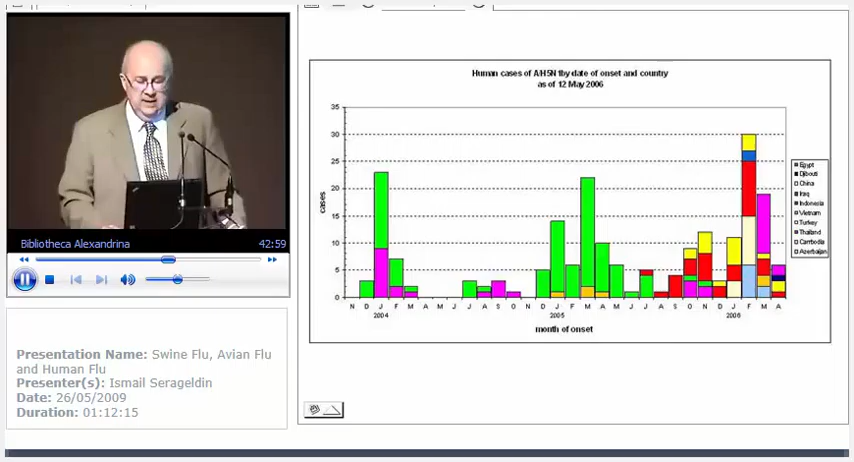 Human cases of A/H5N1by date of onset and country
as of 12 May 2006
35
30
25
20
15
10
5
0
cases
N D J F M A M J J A S O N D J F M A M J J A S O N D J F M A
2004 2005 2006
month of onset
Egypt
Djibouti
China
Iraq
Indonesia
Vietnam
Turkey
Thailand
Cambodia
Azerbaijan
Bibliotheca Alexandrina 42:59
Presentation Name: Swine Flu, Avian Flu
and Human Flu
Presenter(s): Ismail Serageldin
Date: 26/05/2009
Duration: 01:12:15